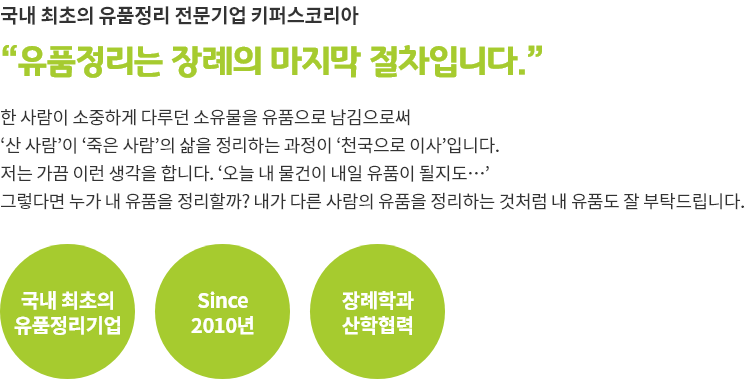 국내 최초의 유품정리 전문기업 키퍼스코리아
“유품정리는 장례의 마지막 절차입니다.”
한 사람이 소중하게 다루던 소유물을 유품으로 남김으로써
‘산 사람’이 ‘죽은 사람’의 삶을 정리하는 과정이 ‘천국으로 이사’입니다.
저는 가끔 이런 생각을 합니다. ‘오늘 내 물건이 내일 유품이 될지도…’
그렇다면 누가 내 유품을 정리할까? 내가 다른 사람의 유품을 정리하는 것처럼 내 유품도 잘 부탁드립니다.
국내 최초의
유품정리기업
Since
2010년
장례학과
산학협력